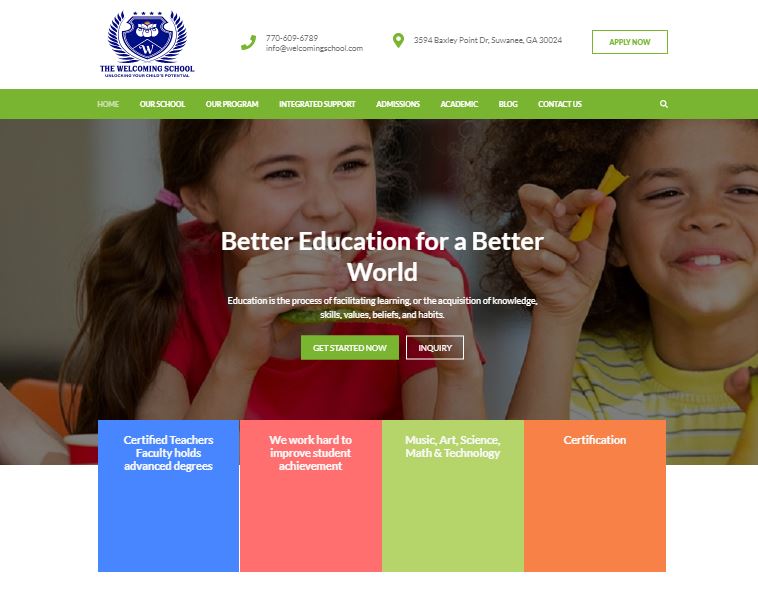 W
THE WELCOMING SCHOOL
UNLOCKING YOUR CHILD'S POTENTIAL
770-609-6789
info@welcomingschool.com
3594 Baxley Point Dr, Suwanee, GA 30024
APPLY NOW
HOME OUR SCHOOL OUR PROGRAM INTEGRATED SUPPORT ADMISSIONS ACADEMIC BLOG CONTACT US
Better Education for a Better
World
Education is the process of facilitating learning, or the acquisition of knowledge,
skills, values, beliefs, and habits.
GET STARTED NOW INQUIRY
Certified Teachers
Faculty holds
advanced degrees
We work hard to
improve student
achievement
Music, Art, Science,
Math & Technology
Certification